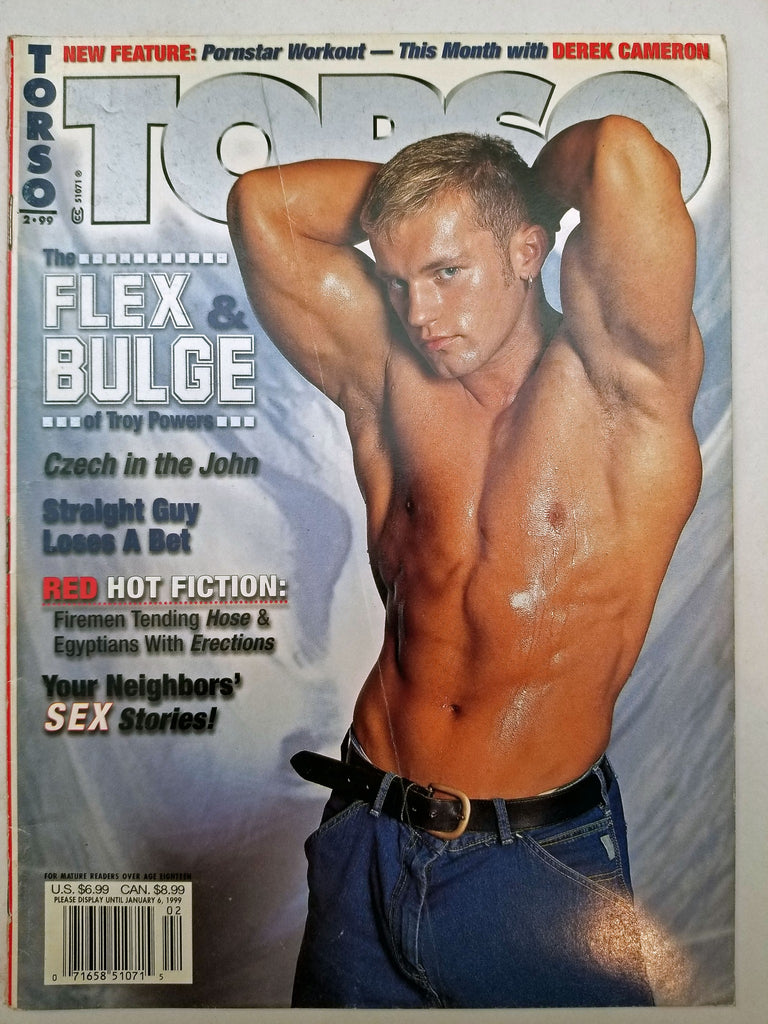 NEW FEATURE: Pornstar Workout — This Month with DEREK CAMERON
TORSO
2•99
TORSO
CC 51071 ®
The
FLEX &
BULGE
of Troy Powers
Czech in the John
Straight Guy
Loses A Bet
RED HOT FICTION:
Firemen Tending Hose &
Egyptians With Erections
Your Neighbors'
SEX Stories!
FOR MATURE READERS OVER AGE EIGHTEEN
U.S. $6.99 CAN. $8.99
PLEASE DISPLAY UNTIL JANUARY 6, 1999
02
0 71658 51071 5